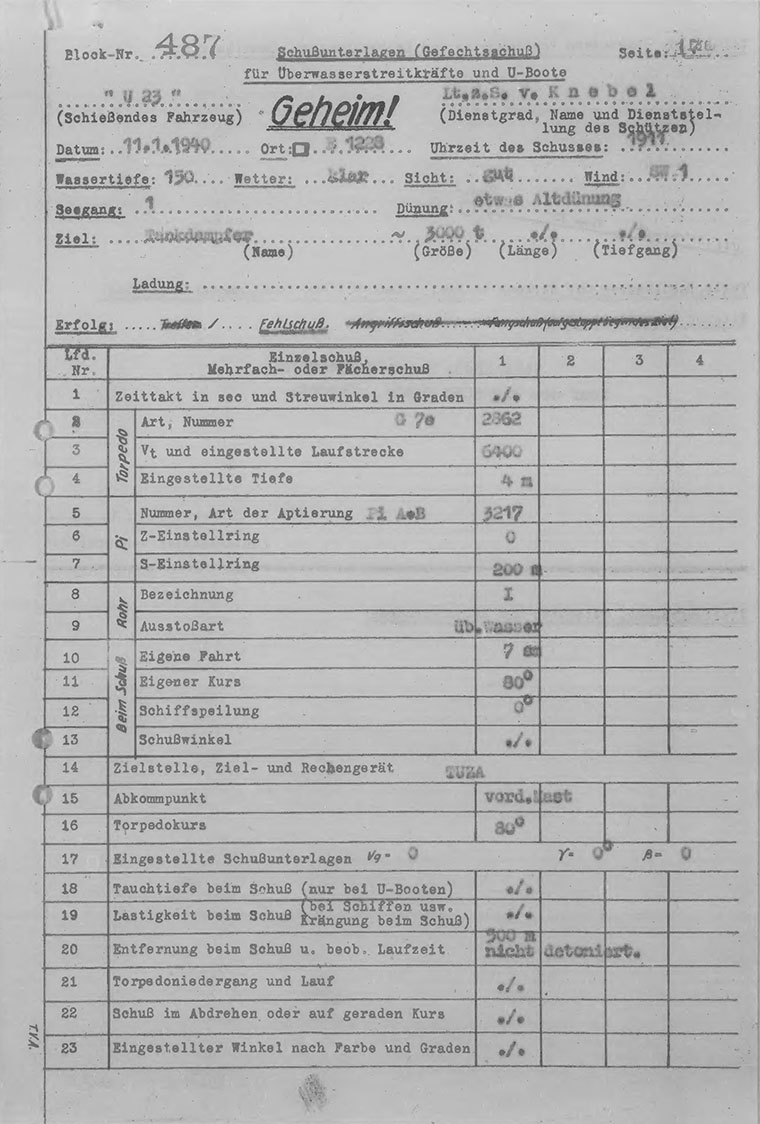 Block-Nr. 487 Schußunterlagen (Gefechtsschuß) Seite:
für Überwasserstreitkräfte und U-Boote
"U 23" Geheim! Lt.z.S. v. Knebel
(Schießendes Fahrzeug) (Dienstgrad, Name und Dienststel-
lung des Schützen)
Datum: 11.1.1940 Ort: 1228 Uhrzeit des Schusses: 1911
Wassertiefe: 150 Wetter: klar Sicht: gut Wind: SW.1
Seegang: 1 Dünung: etwas Altdünung
Ziel: Tankdampfer ~ 3000 t ./. ./.
(Name) (Größe) (Länge) (Tiefgang)
Ladung:
Erfolg: Treffer / Fehlschuß. Angriffsschuß
Lfd. Nr. Einzelschuß, Mehrfach- oder Fächerschuß 1 2 3 4
1 Zeittakt in sec und Streuwinkel in Graden ./.
Torpedo
2 Art, Nummer G 7e 2862
3 Vt und eingestellte Laufstrecke 6400
4 Eingestellte Tiefe 4 m
Pi
5 Nummer, Art der Aptierung Pi A+B 3217
6 Z-Einstellring 0
7 S-Einstellring 200 m
Rohr
8 Bezeichnung I
9 Ausstoßart üb.Wasser
Beim Schuß
10 Eigene Fahrt 7 sm
11 Eigener Kurs 80°
12 Schiffspeilung 0°
13 Schußwinkel ./.
14 Zielstelle, Ziel- und Rechengerät TUZA
15 Abkommpunkt vord.Mast
16 Torpedokurs 80°
17 Eingestellte Schußunterlagen Vg= 0 γ= 0° β= 0
18 Tauchtiefe beim Schuß (nur bei U-Booten) ./.
19 Lastigkeit beim Schuß (bei Schiffen usw. Krängung beim Schuß) ./.
20 Entfernung beim Schuß u. beob. Laufzeit 500 m nicht detoniert.
21 Torpedoniedergang und Lauf ./.
22 Schuß im Abdrehen oder auf geraden Kurs ./.
23 Eingestellter Winkel nach Farbe und Graden ./.